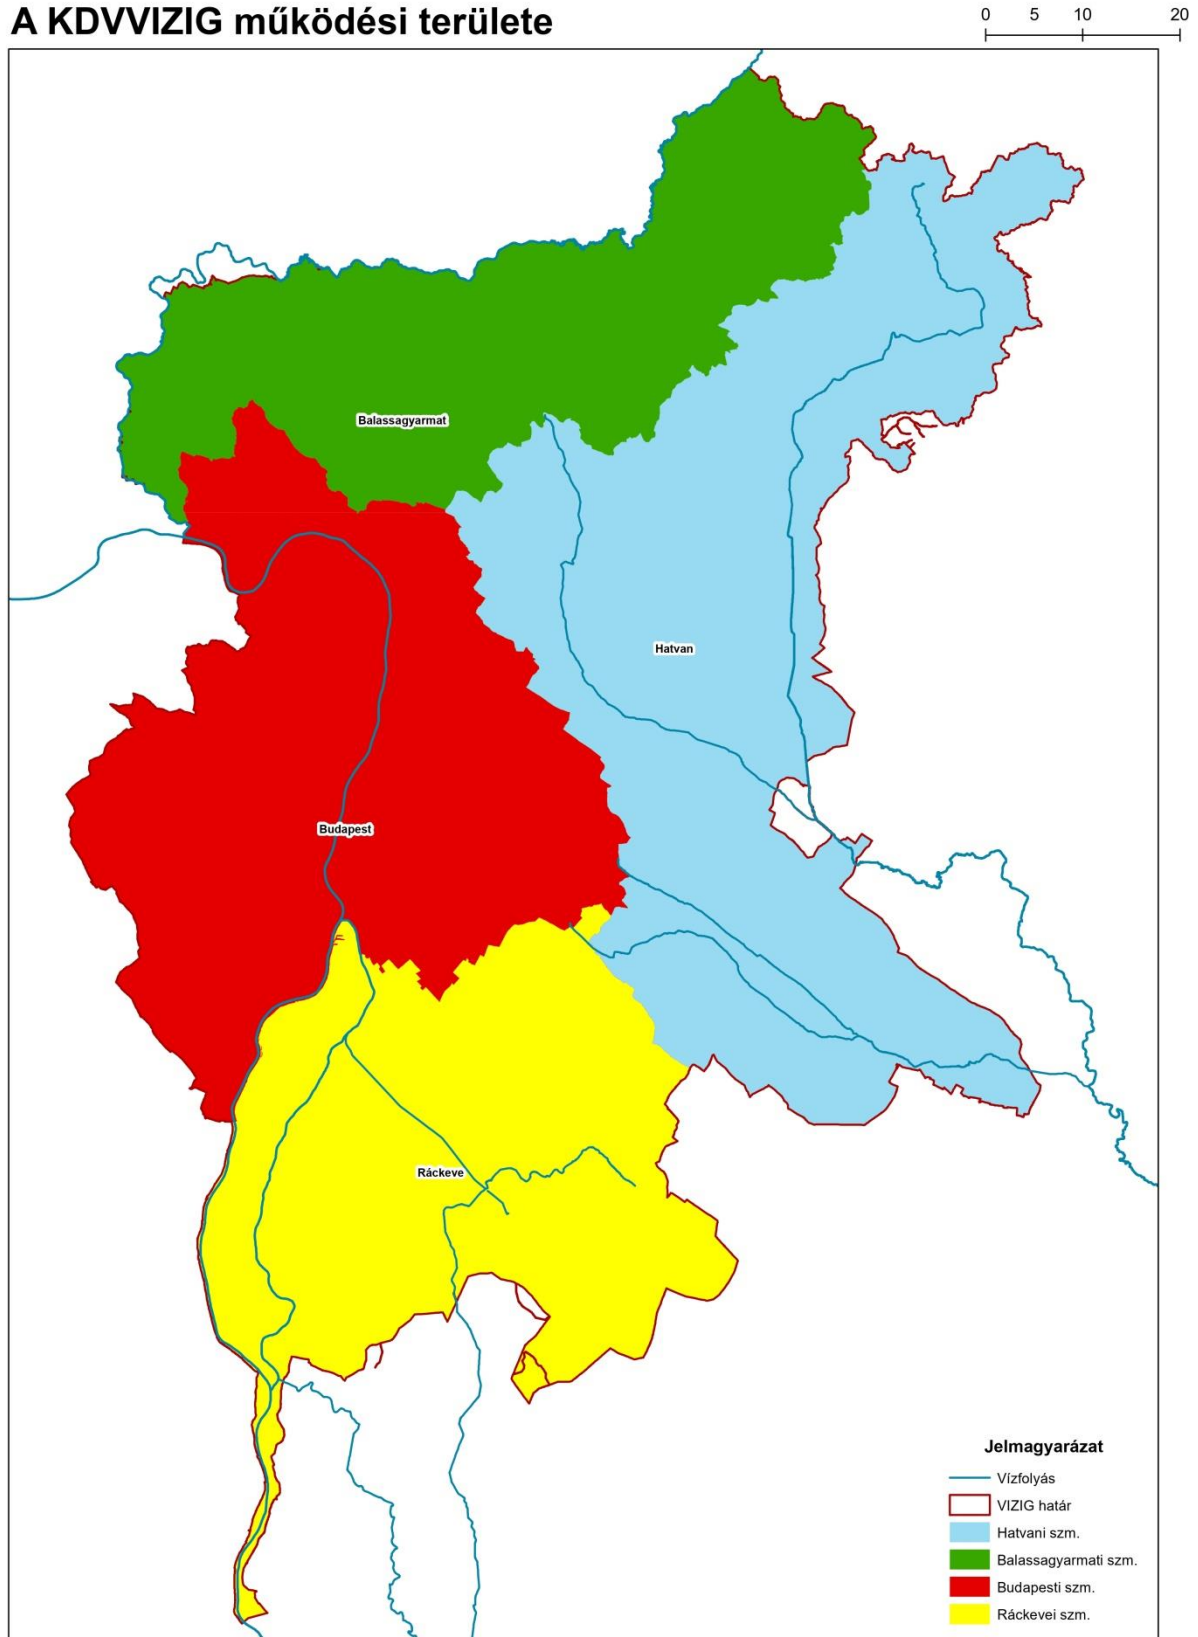 A KDVVIZIG működési területe
0 5 10 20
Balassagyarmat
Hatvan
Budapest
Ráckeve
Jelmagyarázat
Vízfolyás
VIZIG határ
Hatvani szm.
Balassagyarmati szm.
Budapesti szm.
Ráckevei szm.